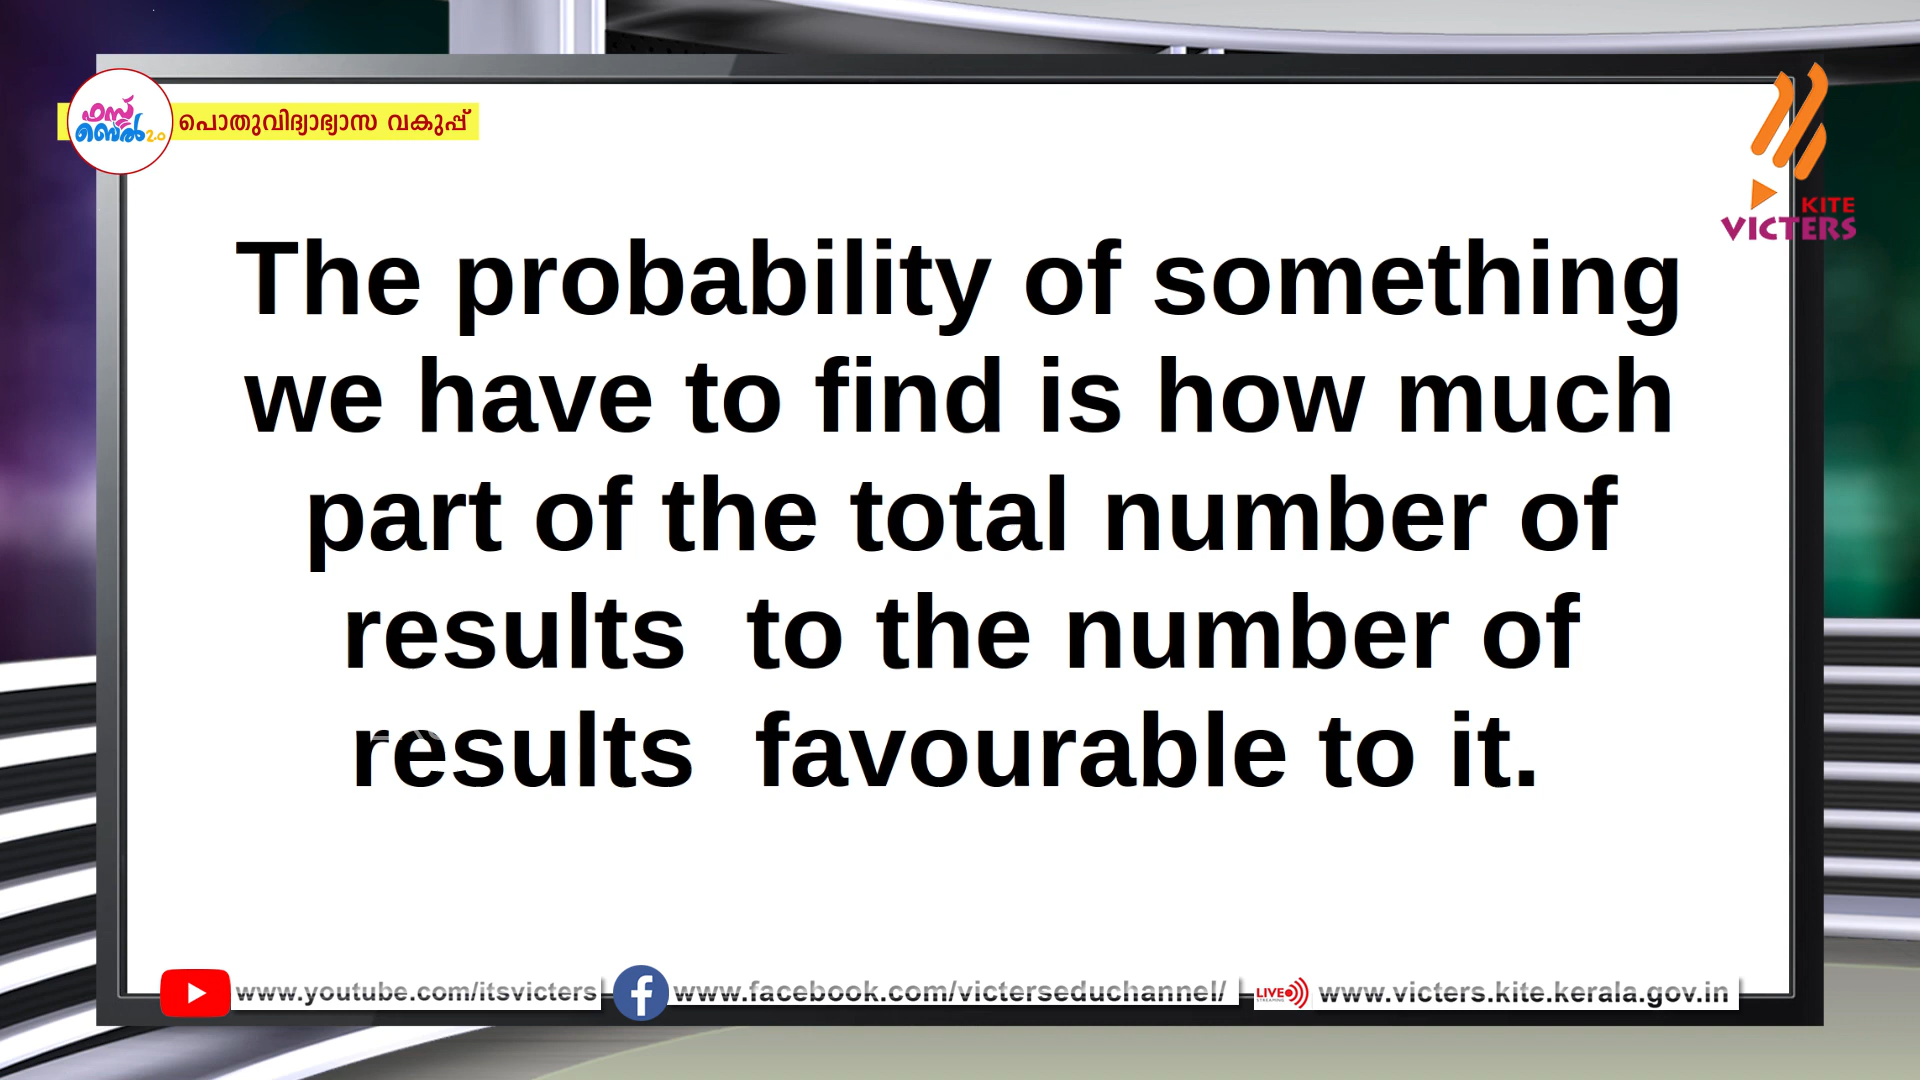 ഫസ്റ്റ്
ബെൽ 2.0
പൊതുവിദ്യാഭ്യാസ വകുപ്പ്
KITE
VICTERS
The probability of something
we have to find is how much
part of the total number of
results to the number of
results favourable to it.
www.youtube.com/itsvicters
www.facebook.com/victerseduchannel/
LIVE
STREAMING
www.victers.kite.kerala.gov.in